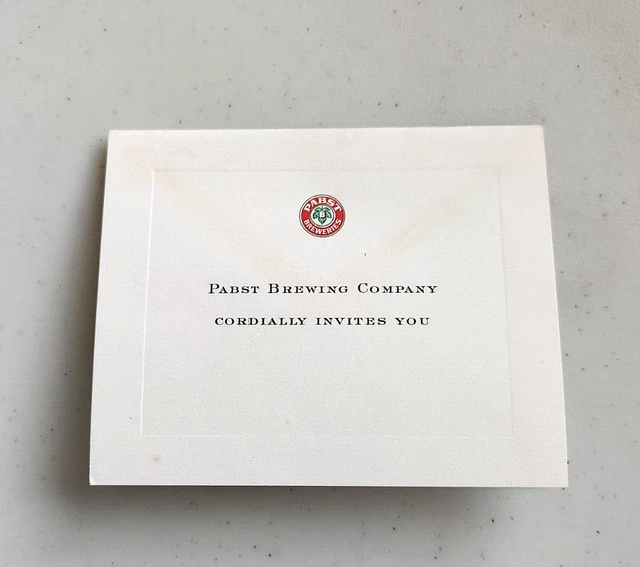 PABST
BREWERIES
PABST BREWING COMPANY
CORDIALLY INVITES YOU